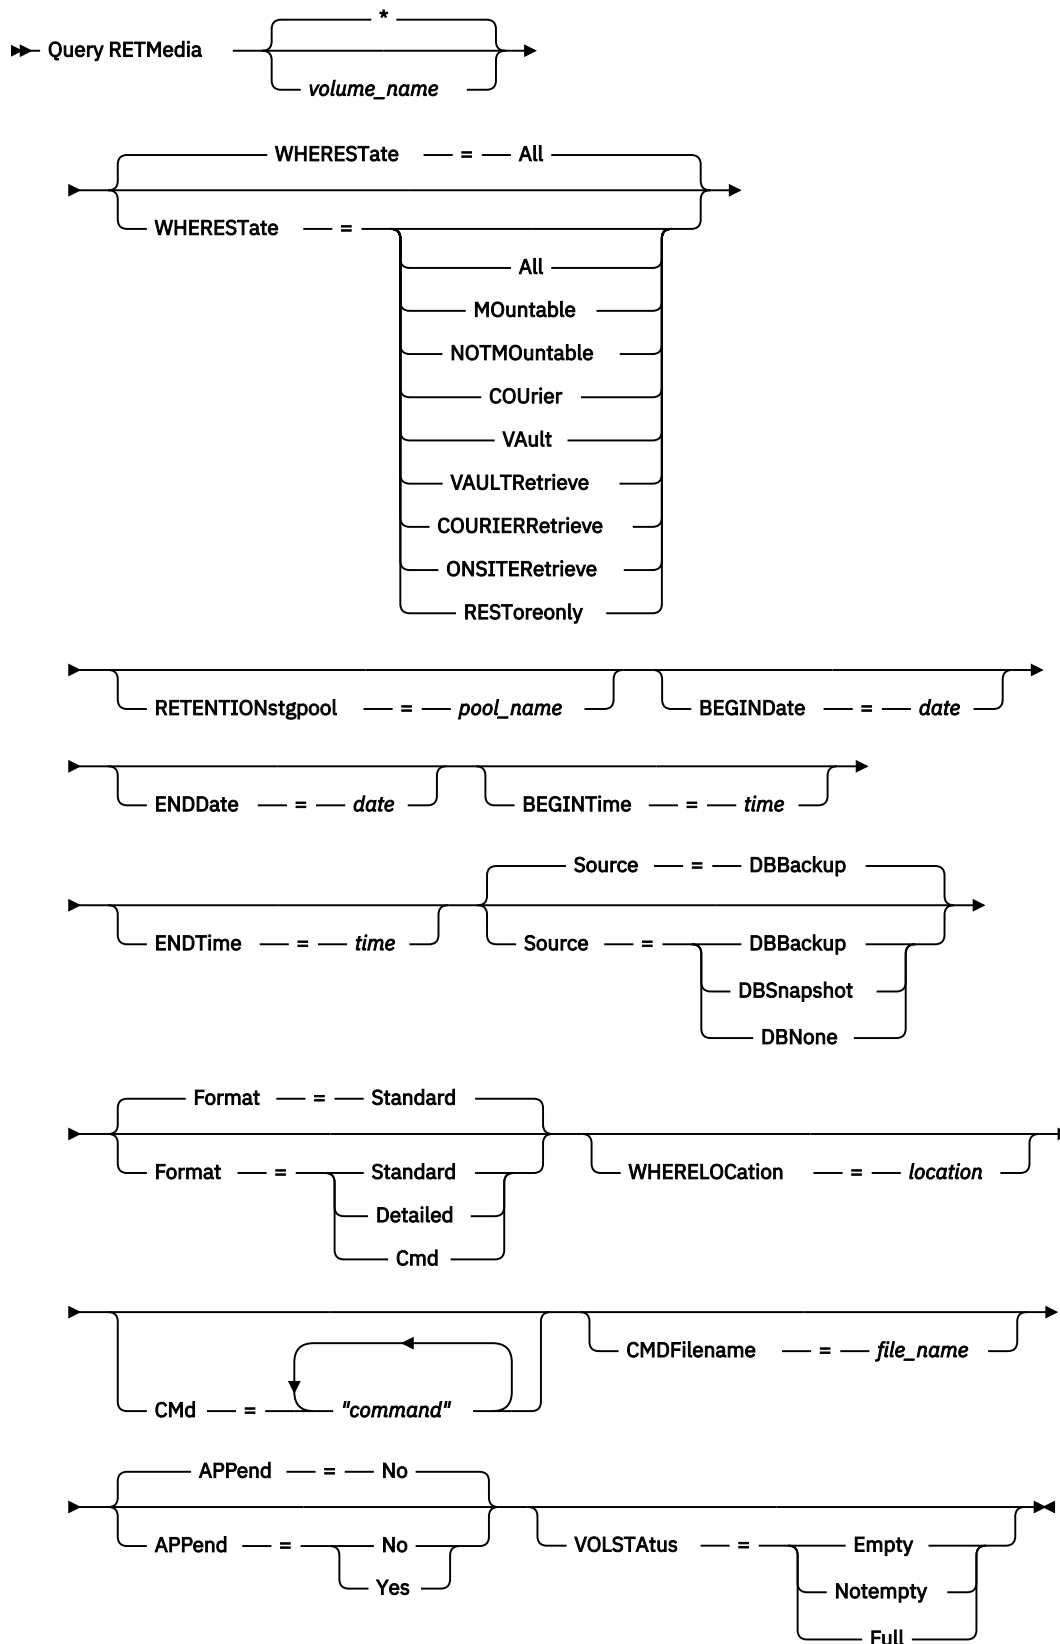 *
Query RETMedia
volume_name
WHERESTate = All
WHERESTate =
All
MOuntable
NOTMOuntable
COUrier
VAult
VAULTRetrieve
COURIERRetrieve
ONSITERetrieve
RESToreonly
RETENTIONstgpool = pool_name BEGINDate = date
ENDDate = date BEGINTime = time
Source = DBBackup
ENDTime = time Source = DBBackup
DBSnapshot
DBNone
Format = Standard
Format = Standard WHERELOCation = location
Detailed
Cmd
CMDFilename = file_name
CMd = "command"
APPend = No
APPend = No VOLSTAtus = Empty
Yes Notempty
Full